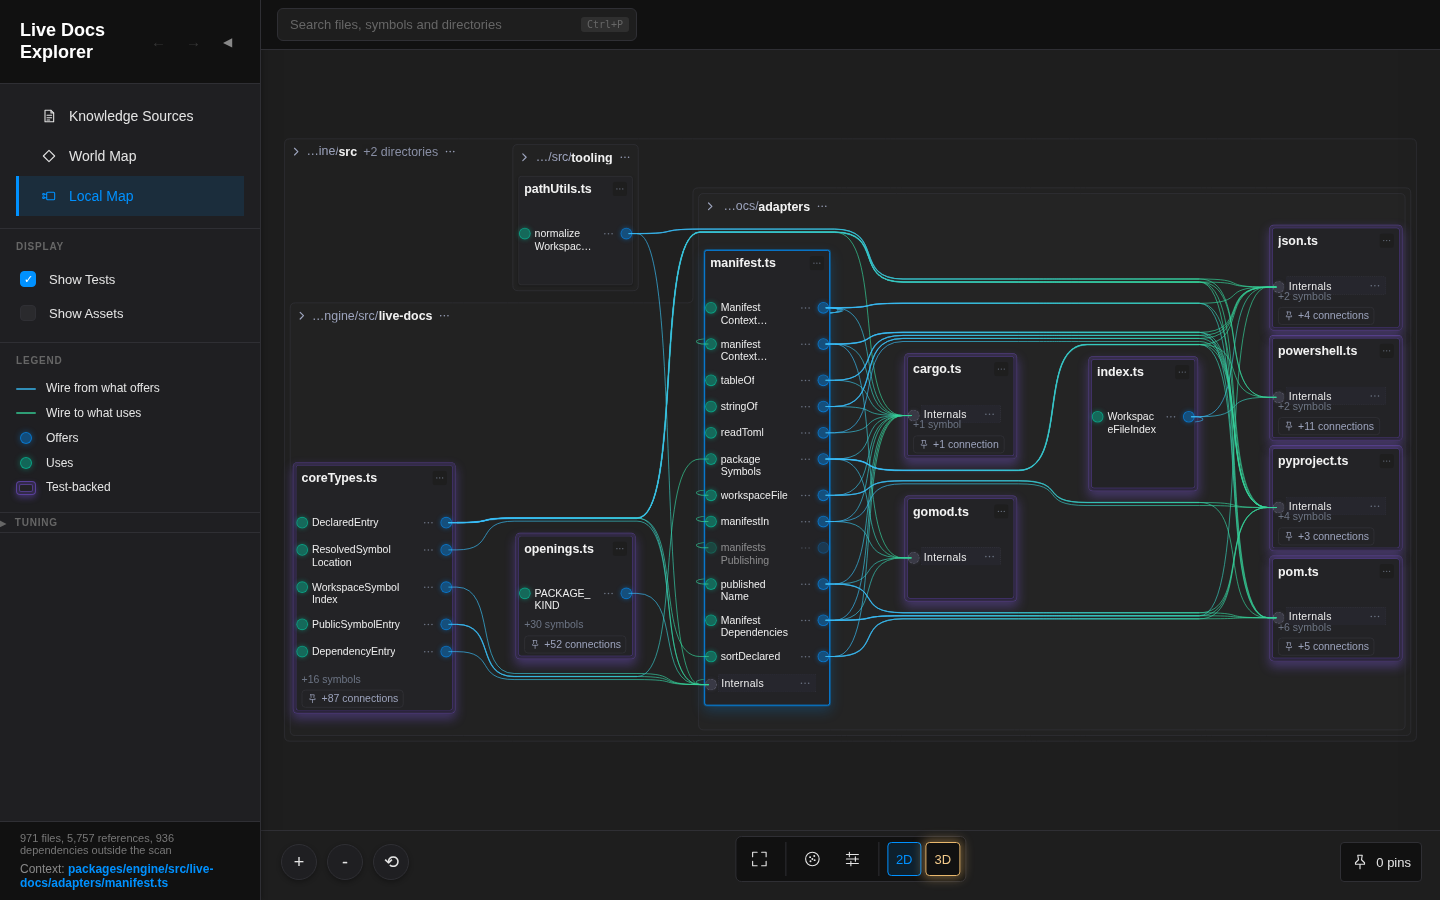 Live Docs
Explorer
Search files, symbols and directories
Ctrl+P
Knowledge Sources
World Map
Local Map
DISPLAY
Show Tests
Show Assets
LEGEND
Wire from what offers
Wire to what uses
Offers
Uses
Test-backed
TUNING
971 files, 5,757 references, 936
dependencies outside the scan
Context: packages/engine/src/live-
docs/adapters/manifest.ts
…ine/src +2 directories ···
…/src/tooling ···
pathUtils.ts ···
normalize
Workspac… ···
…ngine/src/live-docs ···
…ocs/adapters ···
coreTypes.ts ···
DeclaredEntry ···
ResolvedSymbol
Location ···
WorkspaceSymbol
Index ···
PublicSymbolEntry ···
DependencyEntry ···
+16 symbols
+87 connections
openings.ts ···
PACKAGE_
KIND ···
+30 symbols
+52 connections
manifest.ts ···
Manifest
Context… ···
manifest
Context… ···
tableOf ···
stringOf ···
readToml ···
package
Symbols ···
workspaceFile ···
manifestIn ···
manifests
Publishing ···
published
Name ···
Manifest
Dependencies ···
sortDeclared ···
Internals ···
cargo.ts ···
Internals ···
+1 symbol
+1 connection
gomod.ts ···
Internals ···
index.ts ···
Workspac
eFileIndex ···
json.ts ···
Internals ···
+2 symbols
+4 connections
powershell.ts ···
Internals ···
+2 symbols
+11 connections
pyproject.ts ···
Internals ···
+4 symbols
+3 connections
pom.ts ···
Internals ···
+6 symbols
+5 connections
+ - ⟲
2D 3D
0 pins